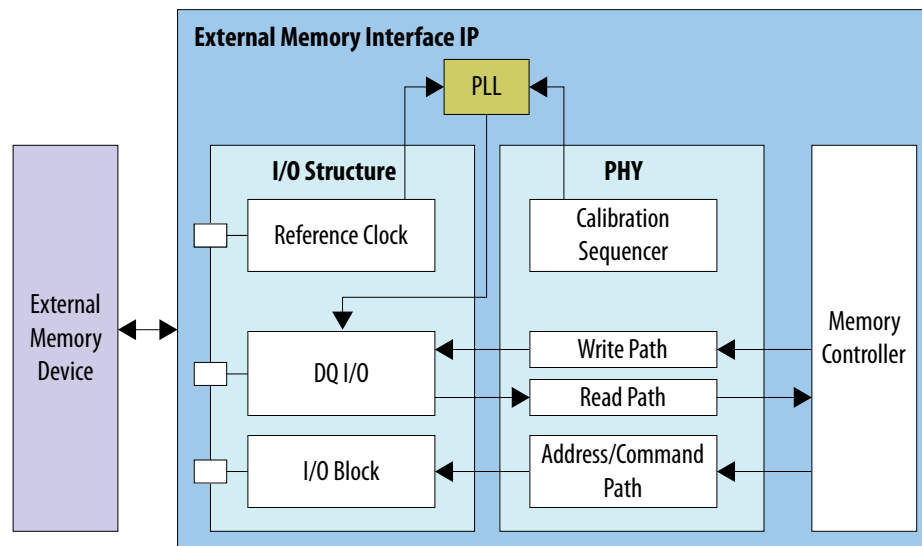 External Memory Interface IP
PLL
I/O Structure
PHY
Reference Clock
Calibration
Sequencer
External
Memory
Device
DQ I/O
Write Path
Read Path
Memory
Controller
I/O Block
Address/Command
Path